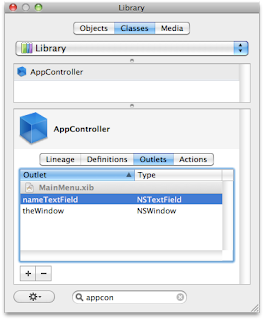 Library
Objects Classes Media
Library
AppController
AppController
Lineage Definitions Outlets Actions
Outlet Type
MainMenu.xib
nameTextField NSTextField
theWindow NSWindow
+ −
appcon